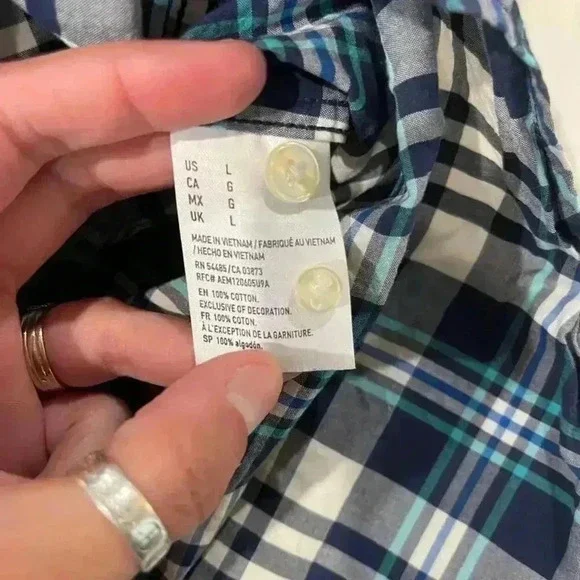 US L
CA G
MX G
UK L
MADE IN VIETNAM / FABRIQUÉ AU VIETNAM
/ HECHO EN VIETNAM
RN 54485/CA 03873
RFC# AEM120605U9A
EN 100% COTTON.
EXCLUSIVE OF DECORATION.
FR 100% COTON.
À L'EXCEPTION DE LA GARNITURE.
SP 100% algodón.